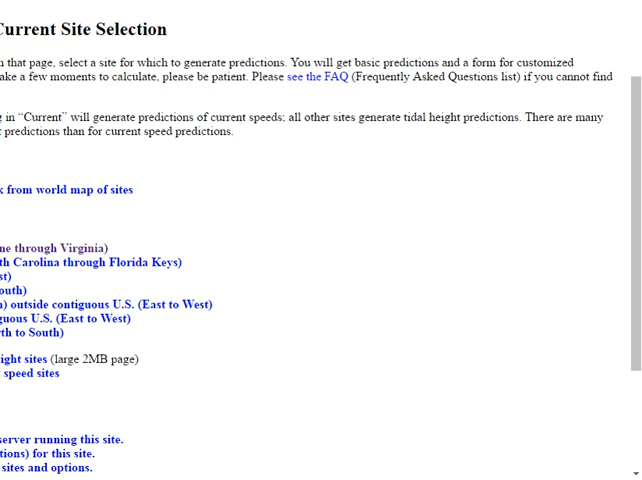 Current Site Selection
n that page, select a site for which to generate predictions. You will get basic predictions and a form for customized
ake a few moments to calculate, please be patient. Please see the FAQ (Frequently Asked Questions list) if you cannot find
g in “Current” will generate predictions of current speeds; all other sites generate tidal height predictions. There are many
t predictions than for current speed predictions.
k from world map of sites
ne through Virginia)
th Carolina through Florida Keys)
st)
outh)
n) outside contiguous U.S. (East to West)
guous U.S. (East to West)
rth to South)
ight sites (large 2MB page)
t speed sites
server running this site.
tions) for this site.
sites and options.